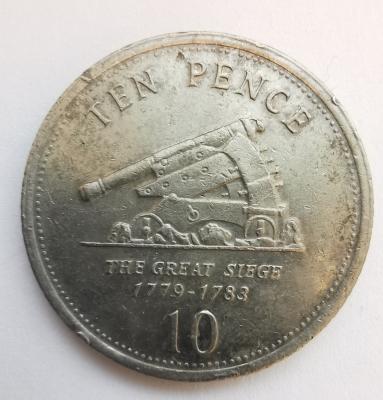 TEN PENCE
THE GREAT SIEGE
1779-1783
10